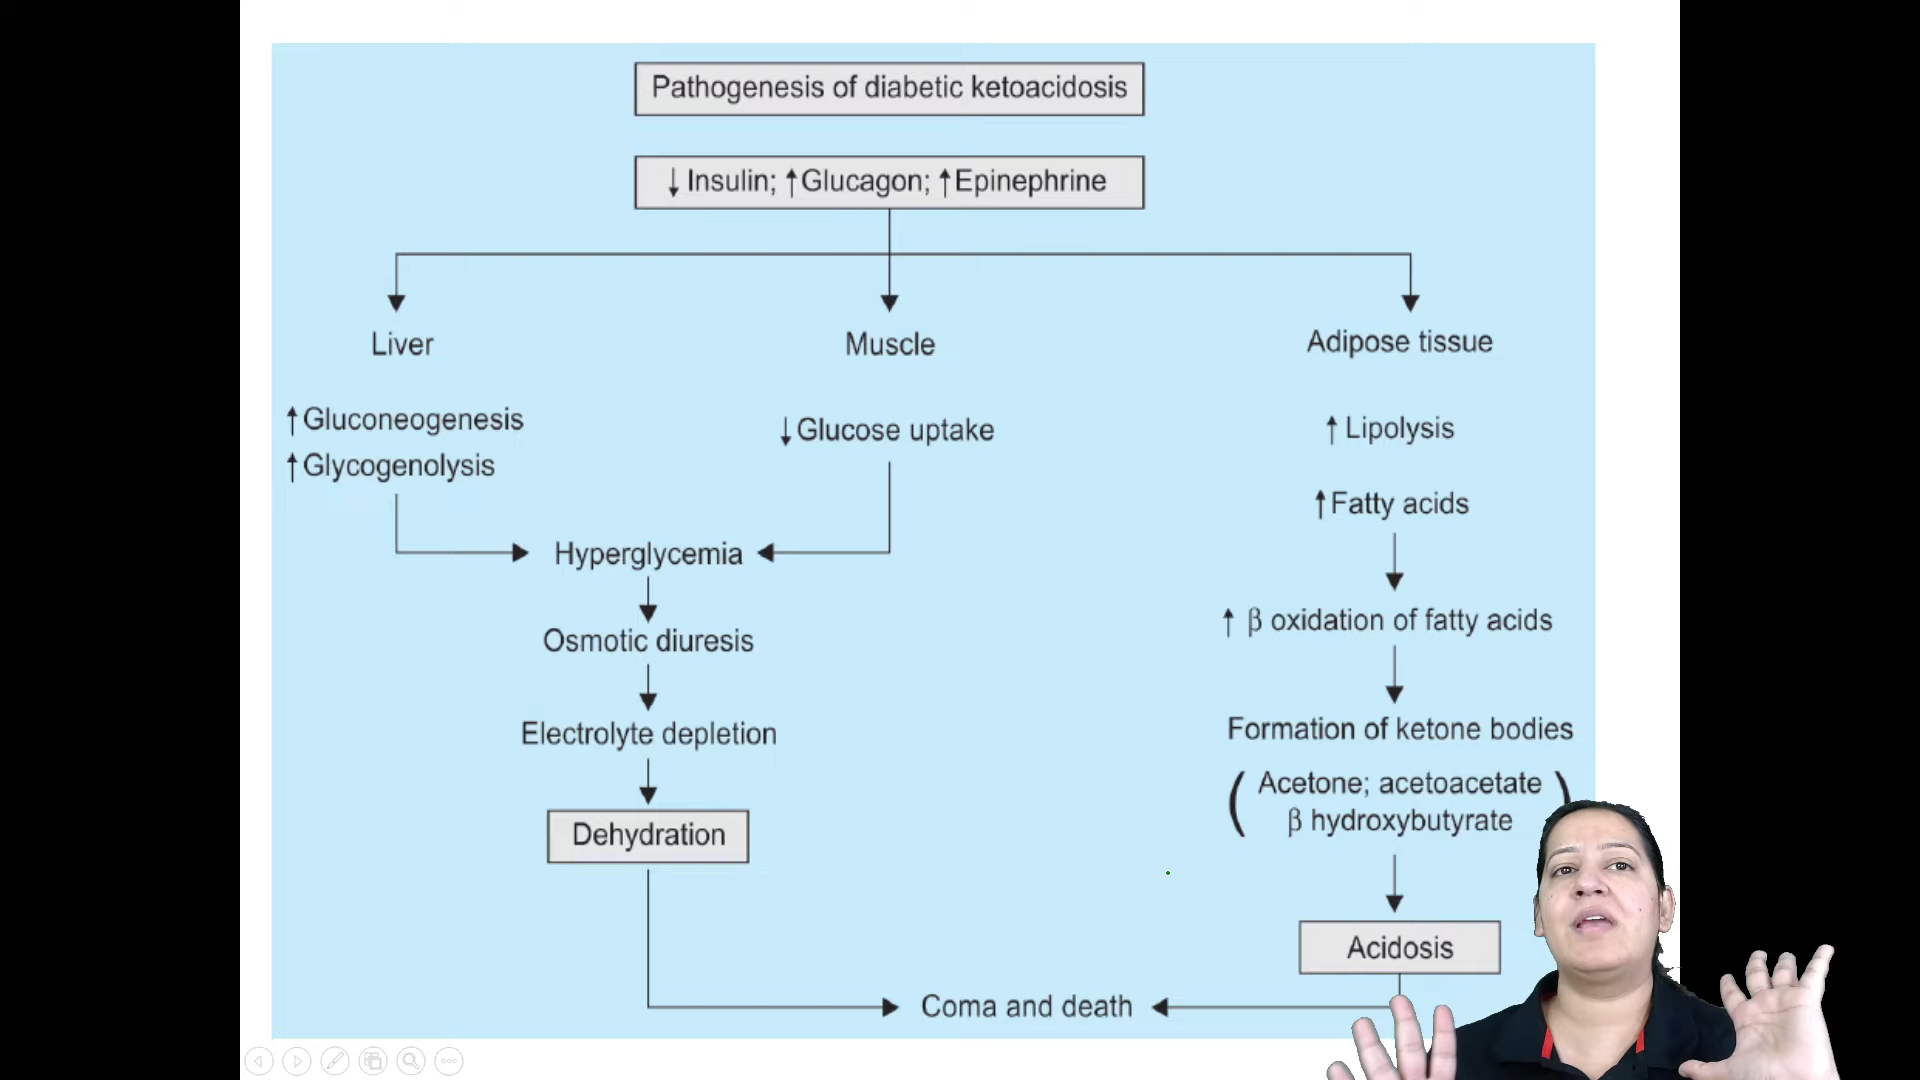 Pathogenesis of diabetic ketoacidosis
↓ Insulin; ↑Glucagon; ↑Epinephrine
Liver
Muscle
Adipose tissue
↑Gluconeogenesis
↑Glycogenolysis
↓Glucose uptake
↑ Lipolysis
↑Fatty acids
Hyperglycemia
↑ β oxidation of fatty acids
Osmotic diuresis
Electrolyte depletion
Formation of ketone bodies
( Acetone; acetoacetate
β hydroxybutyrate )
Dehydration
Acidosis
Coma and death